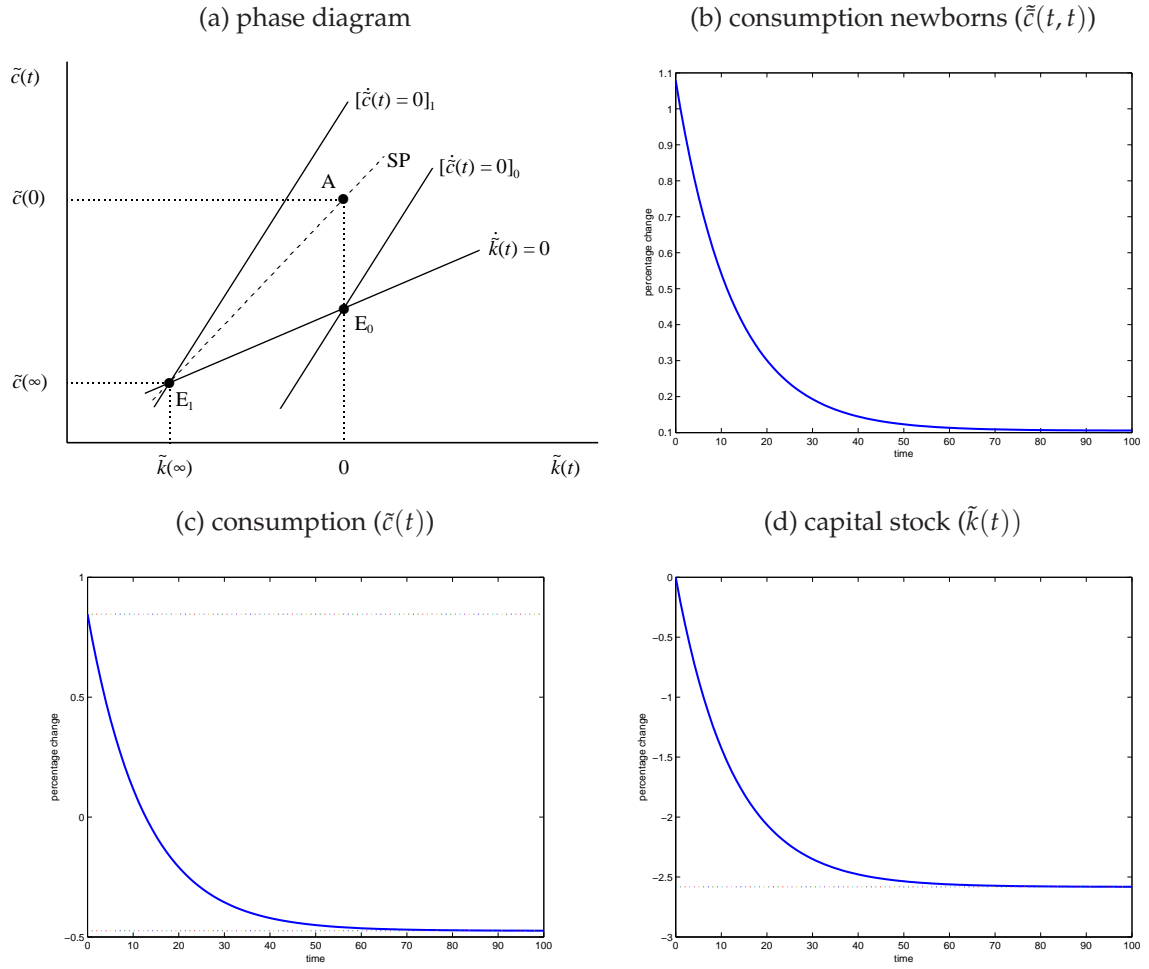 (a) phase diagram
c̃(t)
[c̃̇(t) = 0]₁
SP
[c̃̇(t) = 0]₀
A
c̃(0)
k̃̇(t) = 0
E₀
c̃(∞)
E₁
k̃(∞)
0
k̃(t)
(b) consumption newborns (c̃̄(t, t))
1.1
1
0.9
0.8
0.7
0.6
0.5
0.4
0.3
0.2
0.1
percentage change
0 10 20 30 40 50 60 70 80 90 100
time
(c) consumption (c̃(t))
1
0.5
0
−0.5
percentage change
0 10 20 30 40 50 60 70 80 90 100
time
(d) capital stock (k̃(t))
0
−0.5
−1
−1.5
−2
−2.5
−3
percentage change
0 10 20 30 40 50 60 70 80 90 100
time